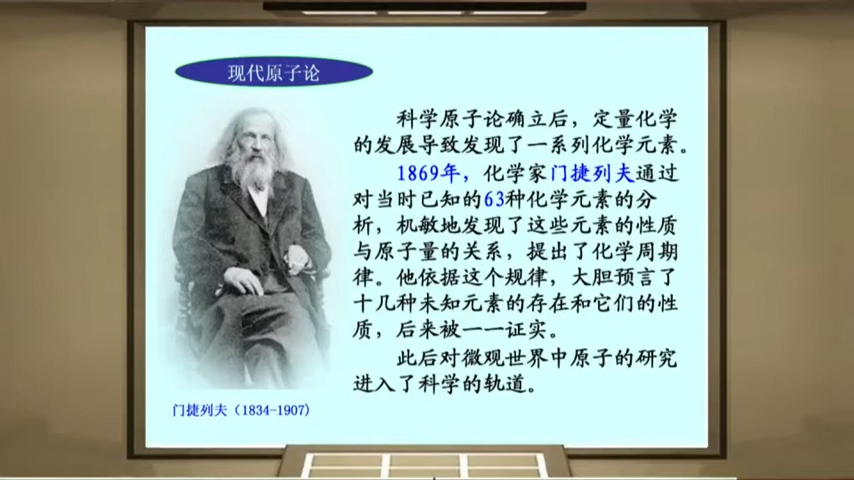 现代原子论
科学原子论确立后，定量化学
的发展导致发现了一系列化学元素。
1869年，化学家门捷列夫通过
对当时已知的63种化学元素的分
析，机敏地发现了这些元素的性质
与原子量的关系，提出了化学周期
律。他依据这个规律，大胆预言了
十几种未知元素的存在和它们的性
质，后来被一一证实。
此后对微观世界中原子的研究
进入了科学的轨道。
门捷列夫（1834-1907)